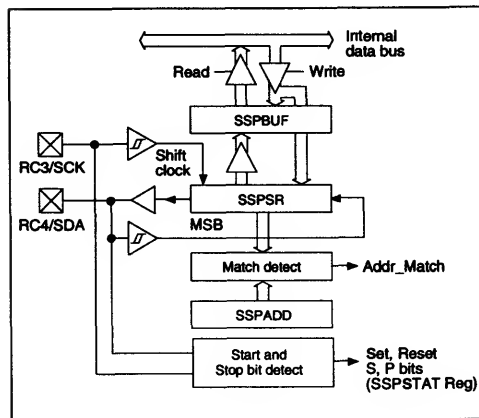 Internal
data bus
Read
Write
SSPBUF
RC3/SCK
Shift
clock
SSPSR
RC4/SDA
MSB
Match detect
Addr_Match
SSPADD
Start and
Stop bit detect
Set, Reset
S, P bits
(SSPSTAT Reg)